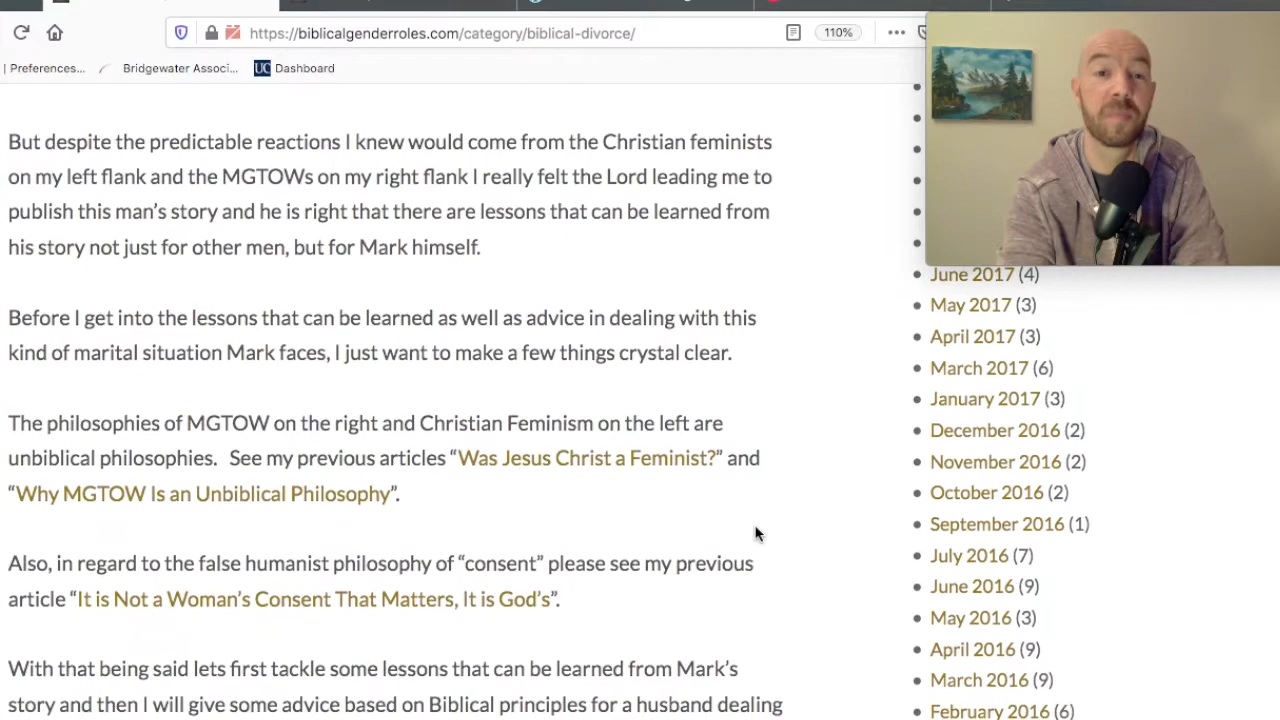 https://biblicalgenderroles.com/category/biblical-divorce/
110%
| Preferences...
Bridgewater Associ...
UC Dashboard
But despite the predictable reactions I knew would come from the Christian feminists
on my left flank and the MGTOWs on my right flank I really felt the Lord leading me to
publish this man’s story and he is right that there are lessons that can be learned from
his story not just for other men, but for Mark himself.
Before I get into the lessons that can be learned as well as advice in dealing with this
kind of marital situation Mark faces, I just want to make a few things crystal clear.
The philosophies of MGTOW on the right and Christian Feminism on the left are
unbiblical philosophies. See my previous articles “Was Jesus Christ a Feminist?” and
“Why MGTOW Is an Unbiblical Philosophy”.
Also, in regard to the false humanist philosophy of “consent” please see my previous
article “It is Not a Woman’s Consent That Matters, It is God’s”.
With that being said lets first tackle some lessons that can be learned from Mark’s
story and then I will give some advice based on Biblical principles for a husband dealing
June 2017 (4)
May 2017 (3)
April 2017 (3)
March 2017 (6)
January 2017 (3)
December 2016 (2)
November 2016 (2)
October 2016 (2)
September 2016 (1)
July 2016 (7)
June 2016 (9)
May 2016 (3)
April 2016 (9)
March 2016 (9)
February 2016 (6)